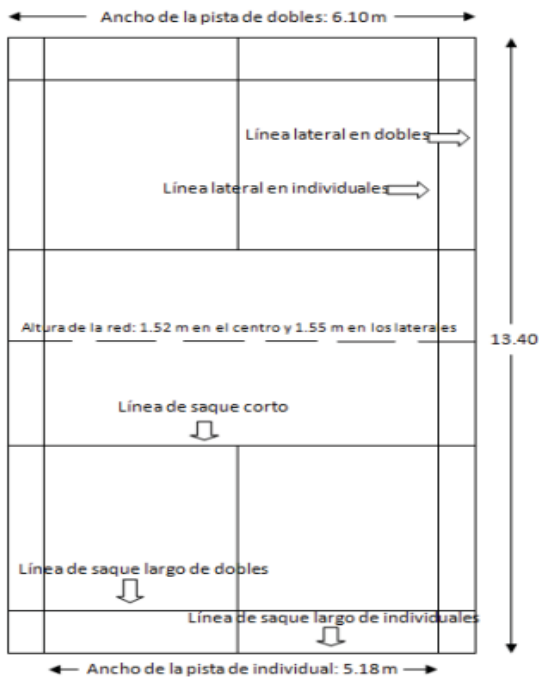 Ancho de la pista de dobles: 6.10 m
Línea lateral en dobles
Línea lateral en individuales
Altura de la red: 1.52 m en el centro y 1.55 m en los laterales
13.40
Línea de saque corto
Línea de saque largo de dobles
Línea de saque largo de individuales
Ancho de la pista de individual: 5.18 m